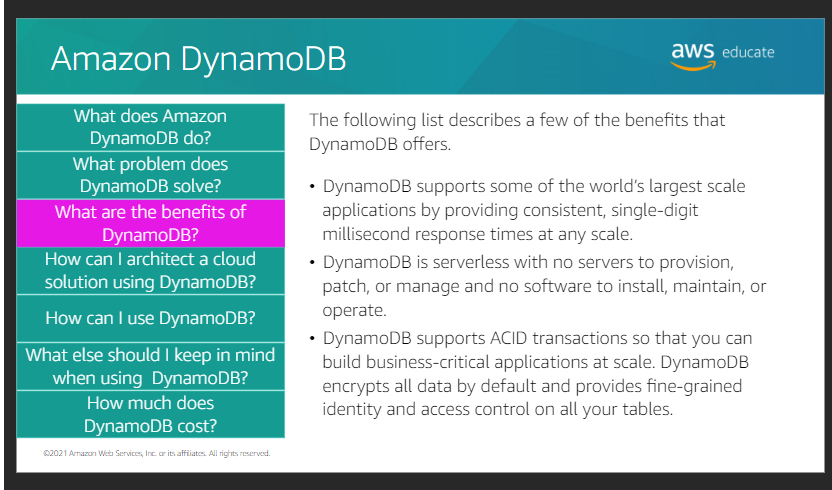 Amazon DynamoDB
aws educate
What does Amazon
DynamoDB do?
What problem does
DynamoDB solve?
What are the benefits of
DynamoDB?
How can I architect a cloud
solution using DynamoDB?
How can I use DynamoDB?
What else should I keep in mind
when using  DynamoDB?
How much does
DynamoDB cost?
The following list describes a few of the benefits that
DynamoDB offers.
• DynamoDB supports some of the world's largest scale
applications by providing consistent, single-digit
millisecond response times at any scale.
• DynamoDB is serverless with no servers to provision,
patch, or manage and no software to install, maintain, or
operate.
• DynamoDB supports ACID transactions so that you can
build business-critical applications at scale. DynamoDB
encrypts all data by default and provides fine-grained
identity and access control on all your tables.
©2021 Amazon Web Services, Inc. or its affiliates. All rights reserved.